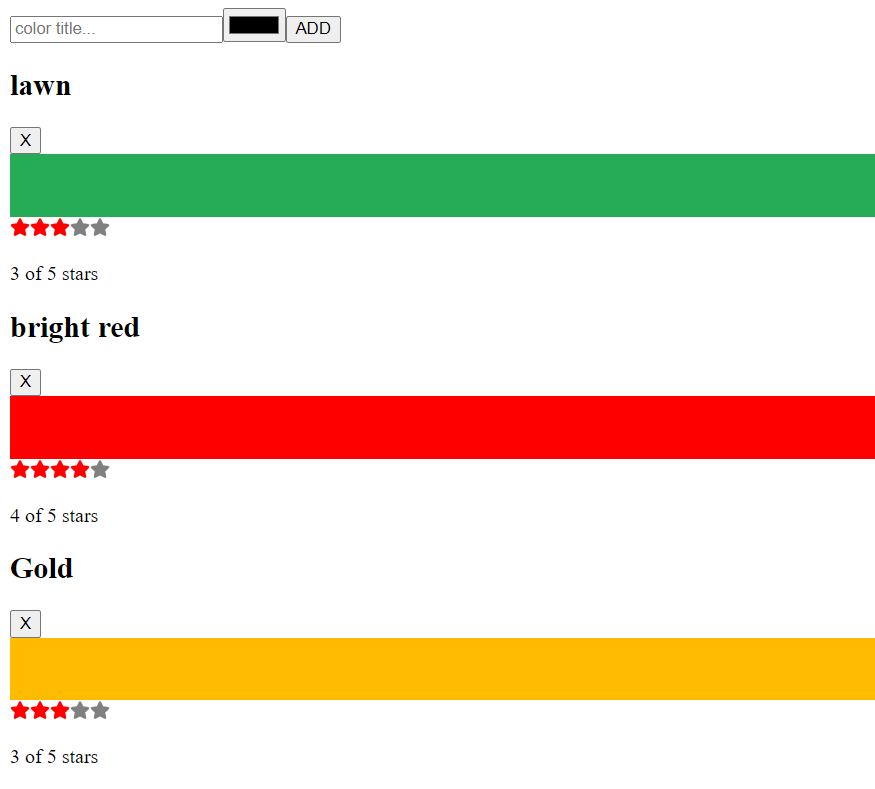 color title... ADD
lawn
X
3 of 5 stars
bright red
X
4 of 5 stars
Gold
X
3 of 5 stars